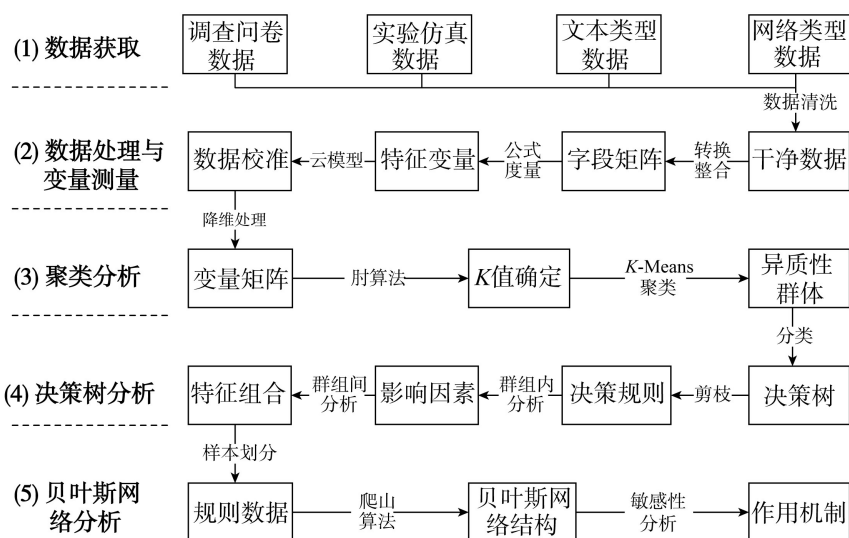 (1) 数据获取
调查问卷
数据
实验仿真
数据
文本类型
数据
网络类型
数据
数据清洗
(2) 数据处理与
变量测量
数据校准
云模型
特征变量
公式
度量
字段矩阵
转换
整合
干净数据
降维处理
(3) 聚类分析
变量矩阵
肘算法
K值确定
K-Means
聚类
异质性
群体
分类
(4) 决策树分析
特征组合
群组间
分析
影响因素
群组内
分析
决策规则
剪枝
决策树
样本划分
(5) 贝叶斯网
络分析
规则数据
爬山
算法
贝叶斯网
络结构
敏感性
分析
作用机制